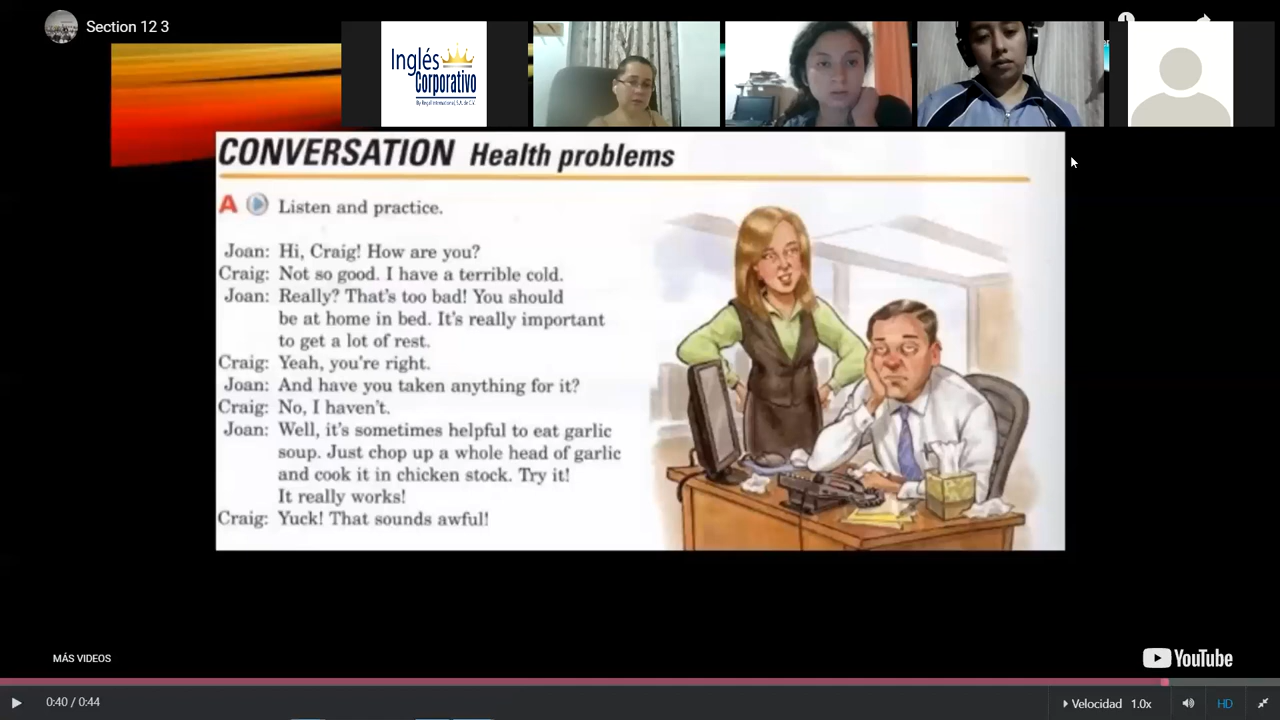 Section 12 3
Inglés
Corporativo
CONVERSATION Health problems
A Listen and practice.
Joan: Hi, Craig! How are you?
Craig: Not so good. I have a terrible cold.
Joan: Really? That's too bad! You should
be at home in bed. It's really important
to get a lot of rest.
Craig: Yeah, you're right.
Joan: And have you taken anything for it?
Craig: No, I haven't.
Joan: Well, it's sometimes helpful to eat garlic
soup. Just chop up a whole head of garlic
and cook it in chicken stock. Try it!
It really works!
Craig: Yuck! That sounds awful!
MÁS VIDEOS
YouTube
0:40 / 0:44
Velocidad 1.0x
HD